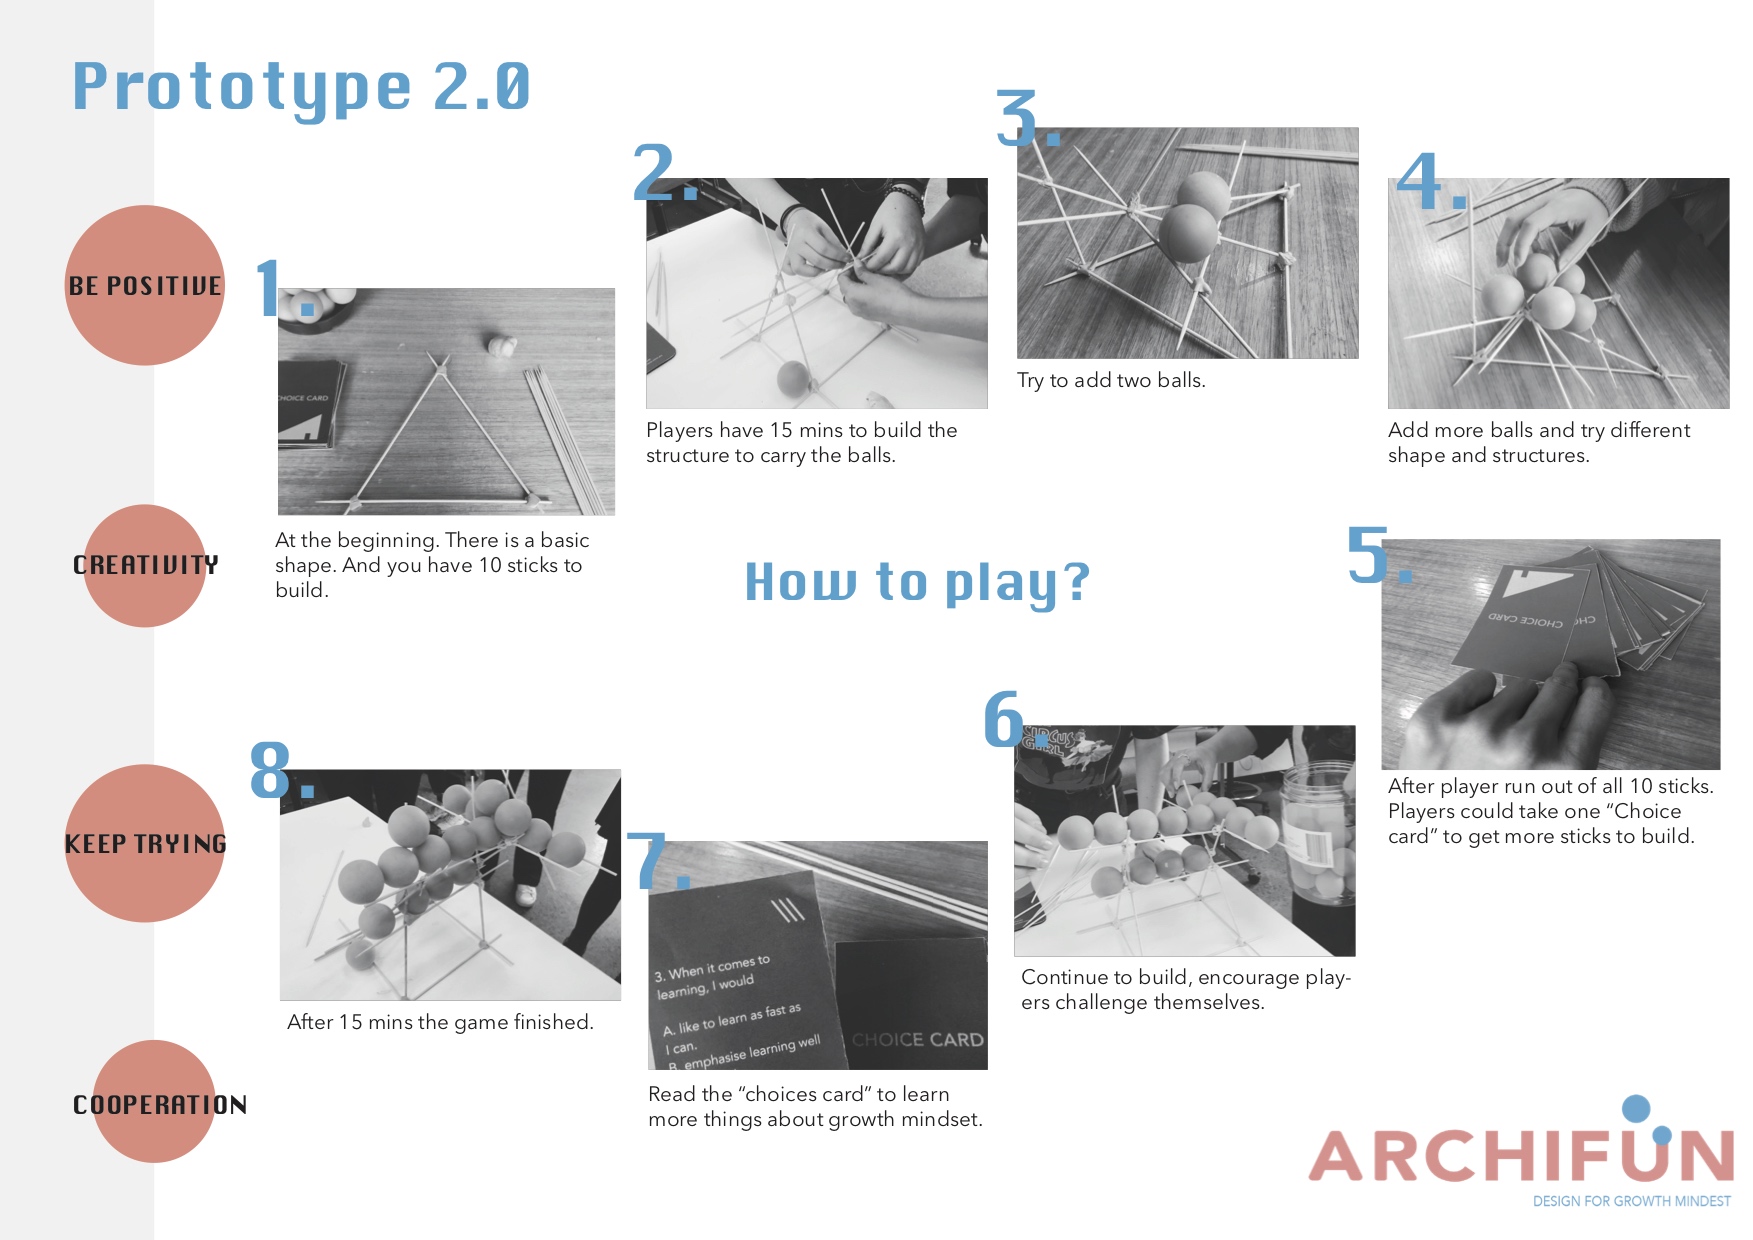 Prototype 2.0
BE POSITIVE
CREATIVITY
KEEP TRYING
COOPERATION
1.
CHOICE CARD
At the beginning. There is a basic
shape. And you have 10 sticks to
build.
2.
Players have 15 mins to build the
structure to carry the balls.
3.
Try to add two balls.
4.
Add more balls and try different
shape and structures.
How to play?
5.
CHOICE CARD
CHO
After player run out of all 10 sticks.
Players could take one “Choice
card” to get more sticks to build.
6.
CIRCUS
GIRL
Continue to build, encourage play-
ers challenge themselves.
7.
3. When it comes to
learning, I would
A. like to learn as fast as
I can.
B. emphasise learning well
CHOICE CARD
Read the “choices card” to learn
more things about growth mindset.
8.
After 15 mins the game finished.
ARCHIFUN
DESIGN FOR GROWTH MINDEST